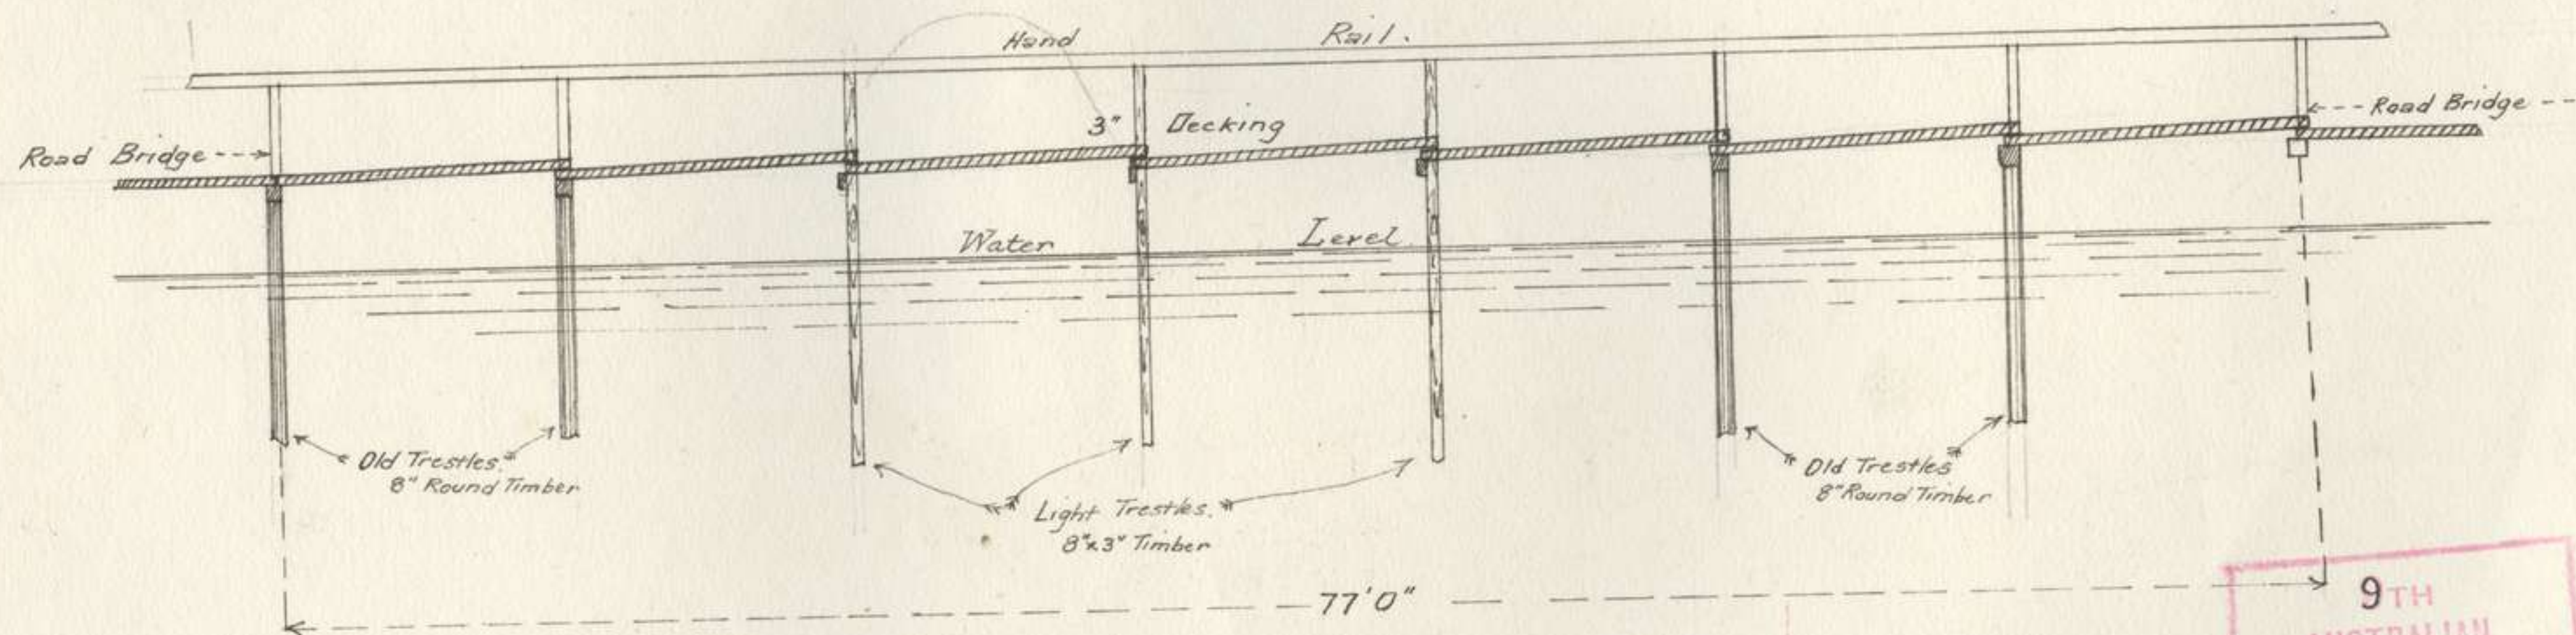 Hand Rail.
3" Decking
Road Bridge
Road Bridge
Water Level
Old Trestles.
8" Round Timber
Light Trestles.
8"x3" Timber
Old Trestles
8" Round Timber
77'0"
9TH
AUSTRALIAN